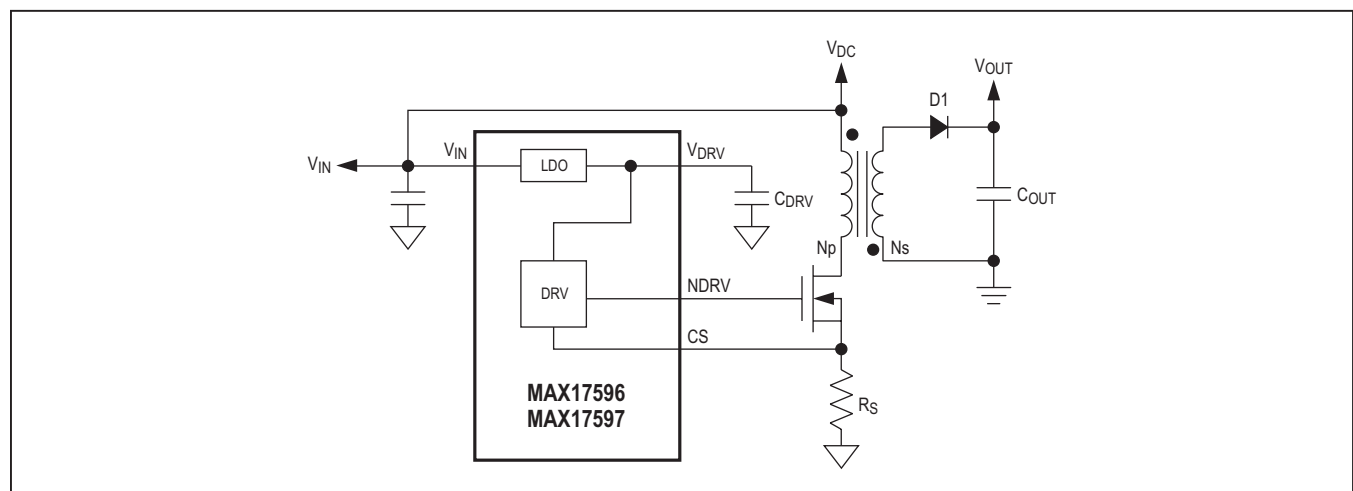 VDC
VOUT
D1
VIN
VIN
LDO
VDRV
CDRV
COUT
Np
Ns
DRV
NDRV
CS
MAX17596
MAX17597
RS